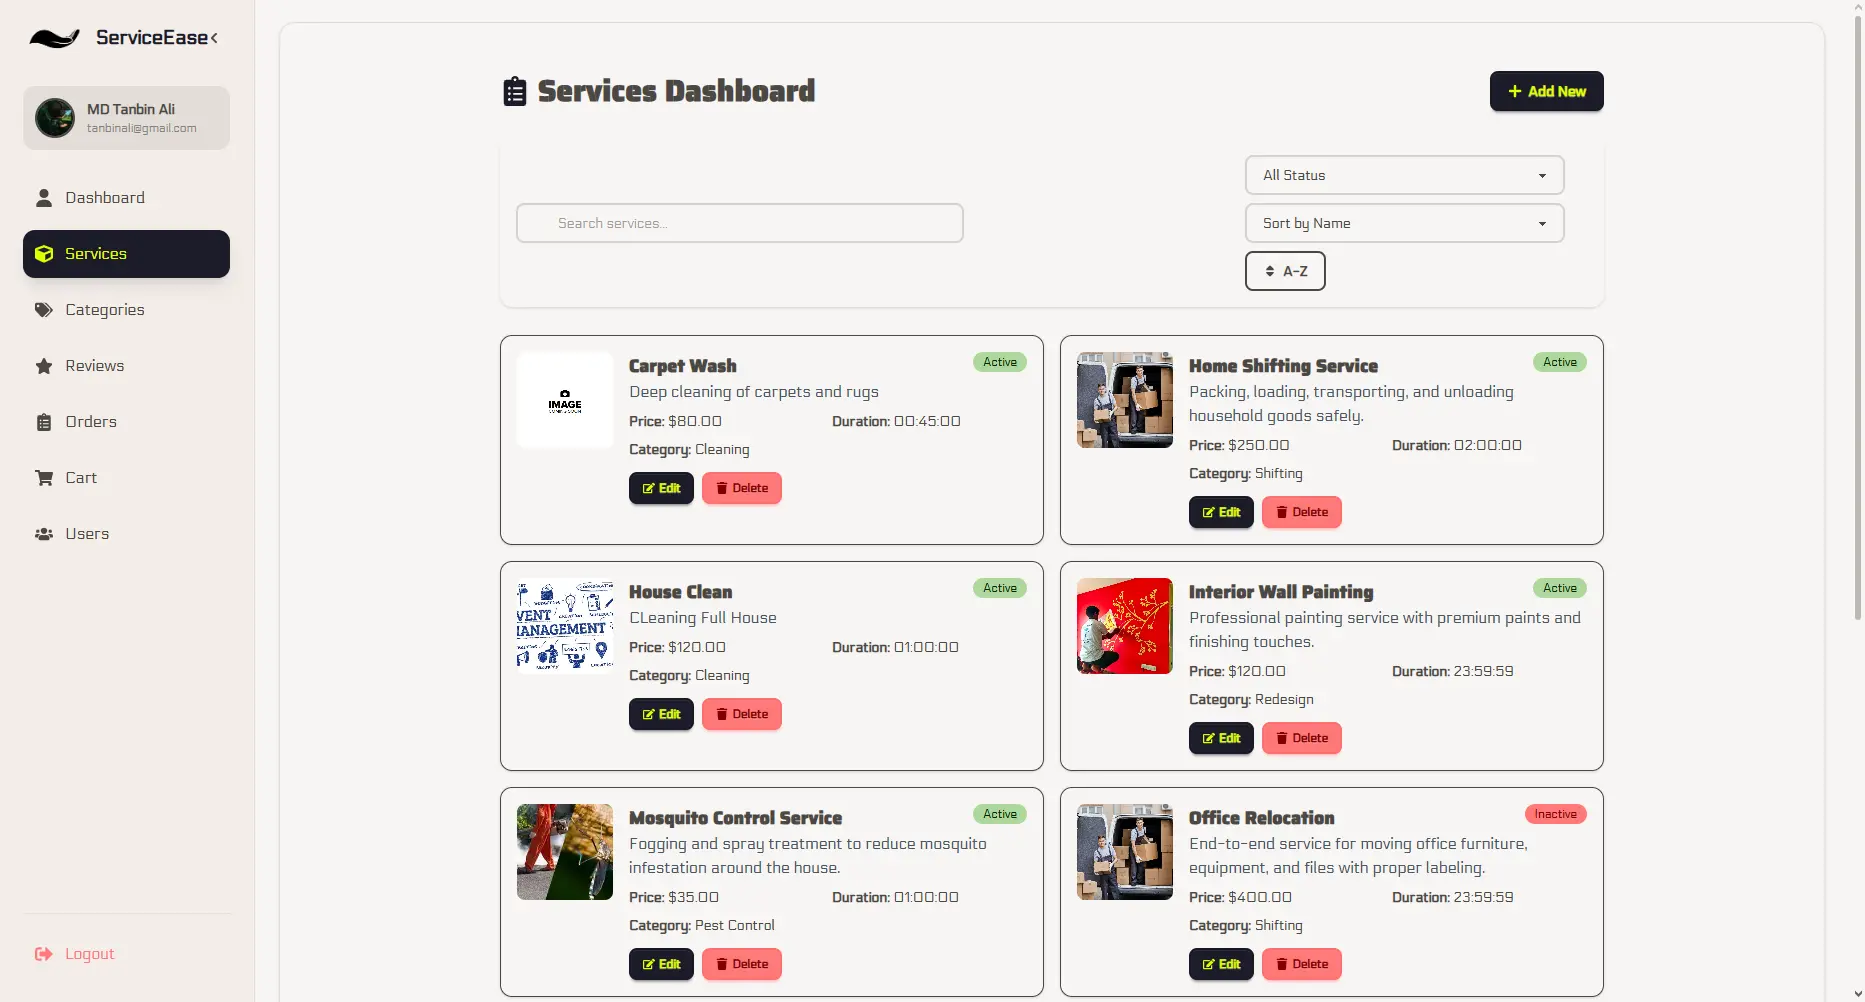 ServiceEase
MD Tanbin Ali
tanbinali@gmail.com
Dashboard
Services
Categories
Reviews
Orders
Cart
Users
Logout
Services Dashboard
Add New
All Status
Search services...
Sort by Name
A-Z
IMAGE
COMING SOON
Carpet Wash
Active
Deep cleaning of carpets and rugs
Price: $80.00 Duration: 00:45:00
Category: Cleaning
Edit Delete
Home Shifting Service
Active
Packing, loading, transporting, and unloading
household goods safely.
Price: $250.00 Duration: 02:00:00
Category: Shifting
Edit Delete
VENT
MANAGEMENT
House Clean
Active
CLeaning Full House
Price: $120.00 Duration: 01:00:00
Category: Cleaning
Edit Delete
Interior Wall Painting
Active
Professional painting service with premium paints and
finishing touches.
Price: $120.00 Duration: 23:59:59
Category: Redesign
Edit Delete
Mosquito Control Service
Active
Fogging and spray treatment to reduce mosquito
infestation around the house.
Price: $35.00 Duration: 01:00:00
Category: Pest Control
Edit Delete
Office Relocation
Inactive
End-to-end service for moving office furniture,
equipment, and files with proper labeling.
Price: $400.00 Duration: 23:59:59
Category: Shifting
Edit Delete